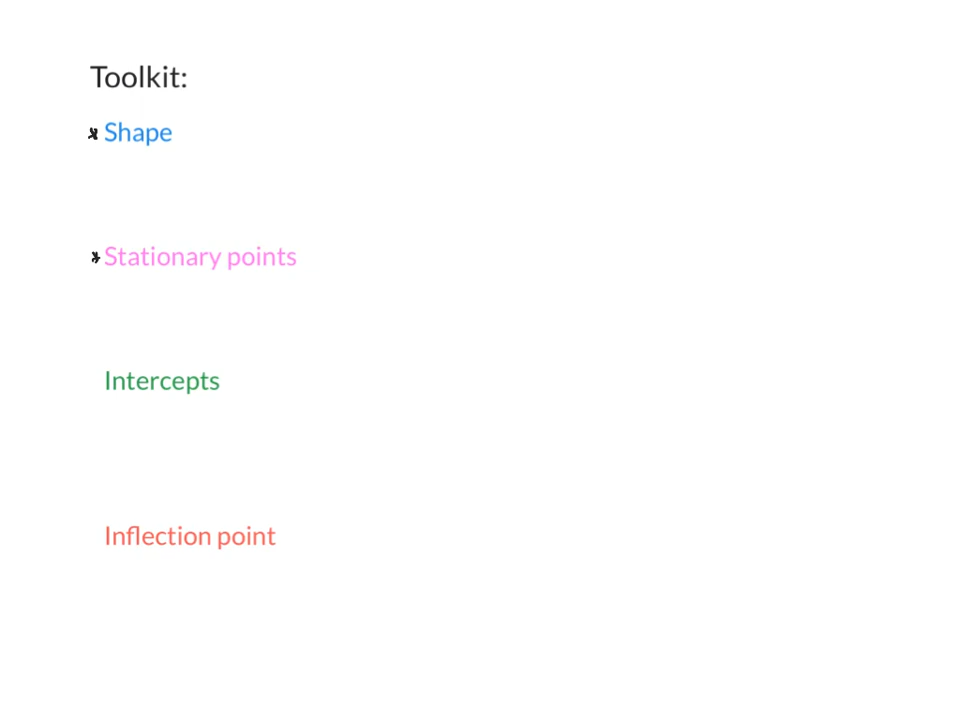 Toolkit:
* Shape
* Stationary points
Intercepts
Inflection point